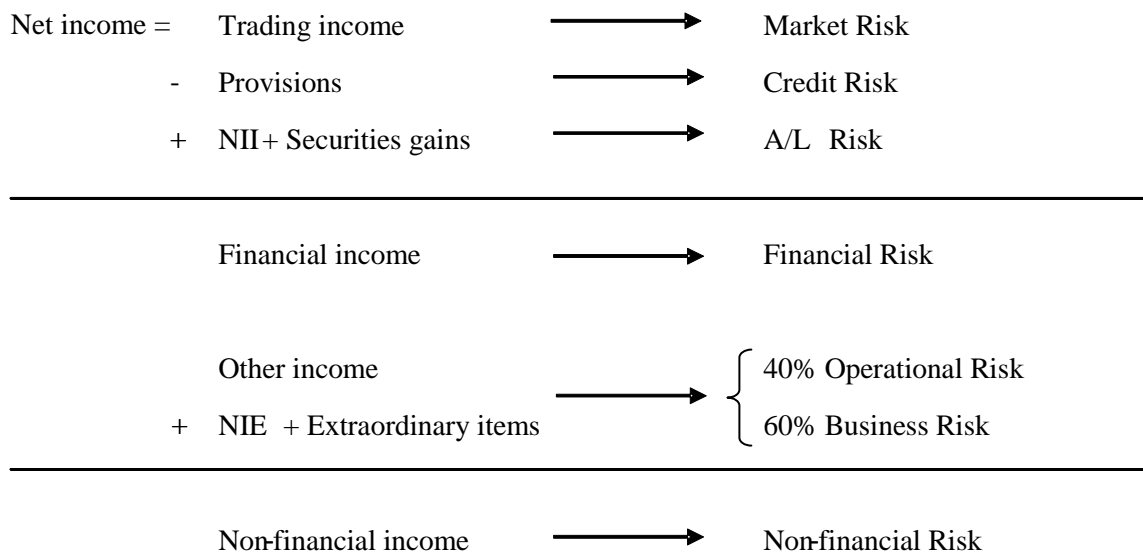 Net income = Trading income Market Risk
- Provisions Credit Risk
+ NII + Securities gains A/L Risk
Financial income Financial Risk
Other income 40% Operational Risk
+ NIE + Extraordinary items 60% Business Risk
Non-financial income Non-financial Risk